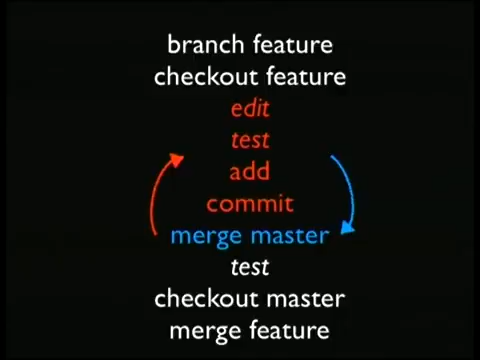 branch feature
checkout feature
edit
test
add
commit
merge master
test
checkout master
merge feature